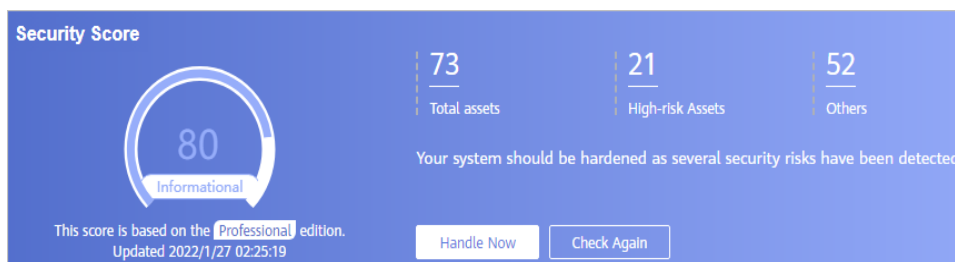 Security Score
80
Informational
This score is based on the Professional edition.
Updated 2022/1/27 02:25:19
73
Total assets
21
High-risk Assets
52
Others
Your system should be hardened as several security risks have been detected
Handle Now
Check Again